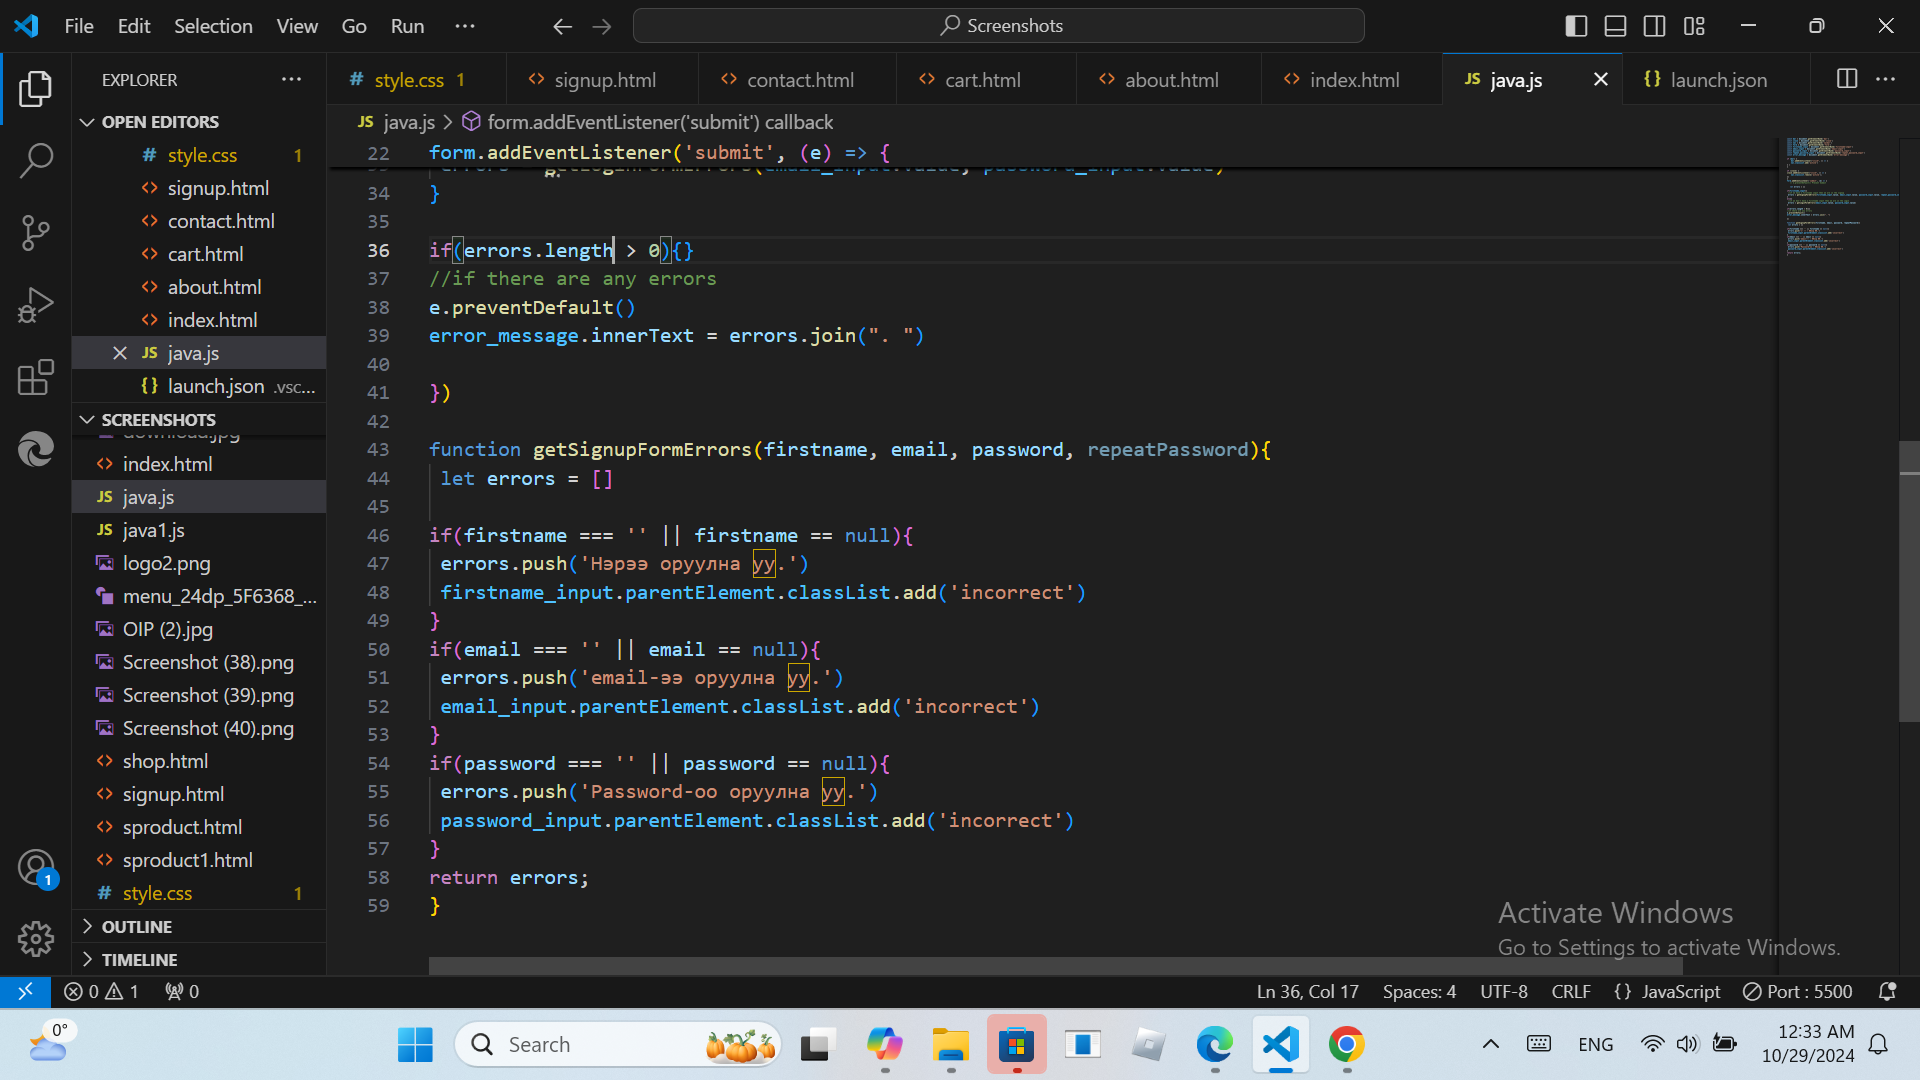 File Edit Selection View Go Run ···
Screenshots
EXPLORER ···
OPEN EDITORS
# style.css 1
<> signup.html
<> contact.html
<> cart.html
<> about.html
<> index.html
JS java.js
{} launch.json .vsc...
SCREENSHOTS
download.jpg
<> index.html
JS java.js
JS java1.js
logo2.png
menu_24dp_5F6368_...
OIP (2).jpg
Screenshot (38).png
Screenshot (39).png
Screenshot (40).png
<> shop.html
<> signup.html
<> sproduct.html
<> sproduct1.html
# style.css 1
OUTLINE
TIMELINE
1
# style.css 1 <> signup.html <> contact.html <> cart.html <> about.html <> index.html JS java.js {} launch.json
JS java.js > form.addEventListener('submit') callback
22 form.addEventListener('submit', (e) => {
34 }
35
36 if(errors.length > 0){}
37 //if there are any errors
38 e.preventDefault()
39 error_message.innerText = errors.join(". ")
40
41 })
42
43 function getSignupFormErrors(firstname, email, password, repeatPassword){
44 let errors = []
45
46 if(firstname === '' || firstname == null){
47 errors.push('Нэрээ оруулна уу.')
48 firstname_input.parentElement.classList.add('incorrect')
49 }
50 if(email === '' || email == null){
51 errors.push('email-ээ оруулна уу.')
52 email_input.parentElement.classList.add('incorrect')
53 }
54 if(password === '' || password == null){
55 errors.push('Password-оо оруулна уу.')
56 password_input.parentElement.classList.add('incorrect')
57 }
58 return errors;
59 }
Activate Windows
Go to Settings to activate Windows.
0 1 0
Ln 36, Col 17 Spaces: 4 UTF-8 CRLF {} JavaScript Port : 5500
0°
Search
ENG
12:33 AM
10/29/2024